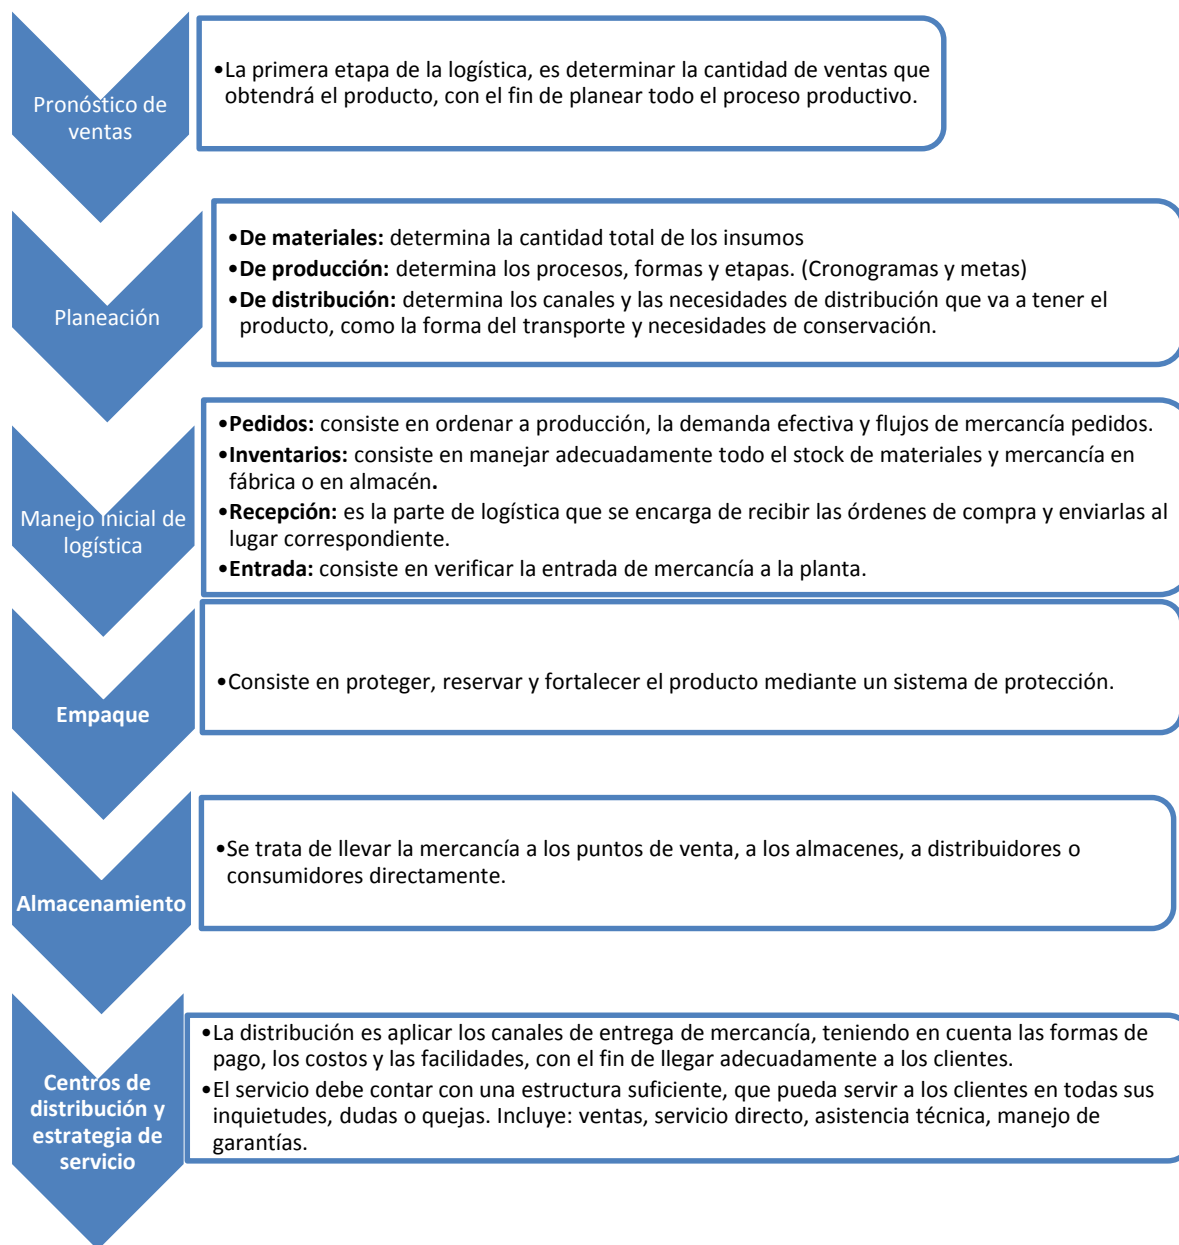 Pronóstico de
ventas
•La primera etapa de la logística, es determinar la cantidad de ventas que
obtendrá el producto, con el fin de planear todo el proceso productivo.
Planeación
•De materiales: determina la cantidad total de los insumos
•De producción: determina los procesos, formas y etapas. (Cronogramas y metas)
•De distribución: determina los canales y las necesidades de distribución que va a tener el
producto, como la forma del transporte y necesidades de conservación.
Manejo inicial de
logística
•Pedidos: consiste en ordenar a producción, la demanda efectiva y flujos de mercancía pedidos.
•Inventarios: consiste en manejar adecuadamente todo el stock de materiales y mercancía en
fábrica o en almacén.
•Recepción: es la parte de logística que se encarga de recibir las órdenes de compra y enviarlas al
lugar correspondiente.
•Entrada: consiste en verificar la entrada de mercancía a la planta.
Empaque
•Consiste en proteger, reservar y fortalecer el producto mediante un sistema de protección.
Almacenamiento
•Se trata de llevar la mercancía a los puntos de venta, a los almacenes, a distribuidores o
consumidores directamente.
Centros de
distribución y
estrategia de
servicio
•La distribución es aplicar los canales de entrega de mercancía, teniendo en cuenta las formas de
pago, los costos y las facilidades, con el fin de llegar adecuadamente a los clientes.
•El servicio debe contar con una estructura suficiente, que pueda servir a los clientes en todas sus
inquietudes, dudas o quejas. Incluye: ventas, servicio directo, asistencia técnica, manejo de
garantías.